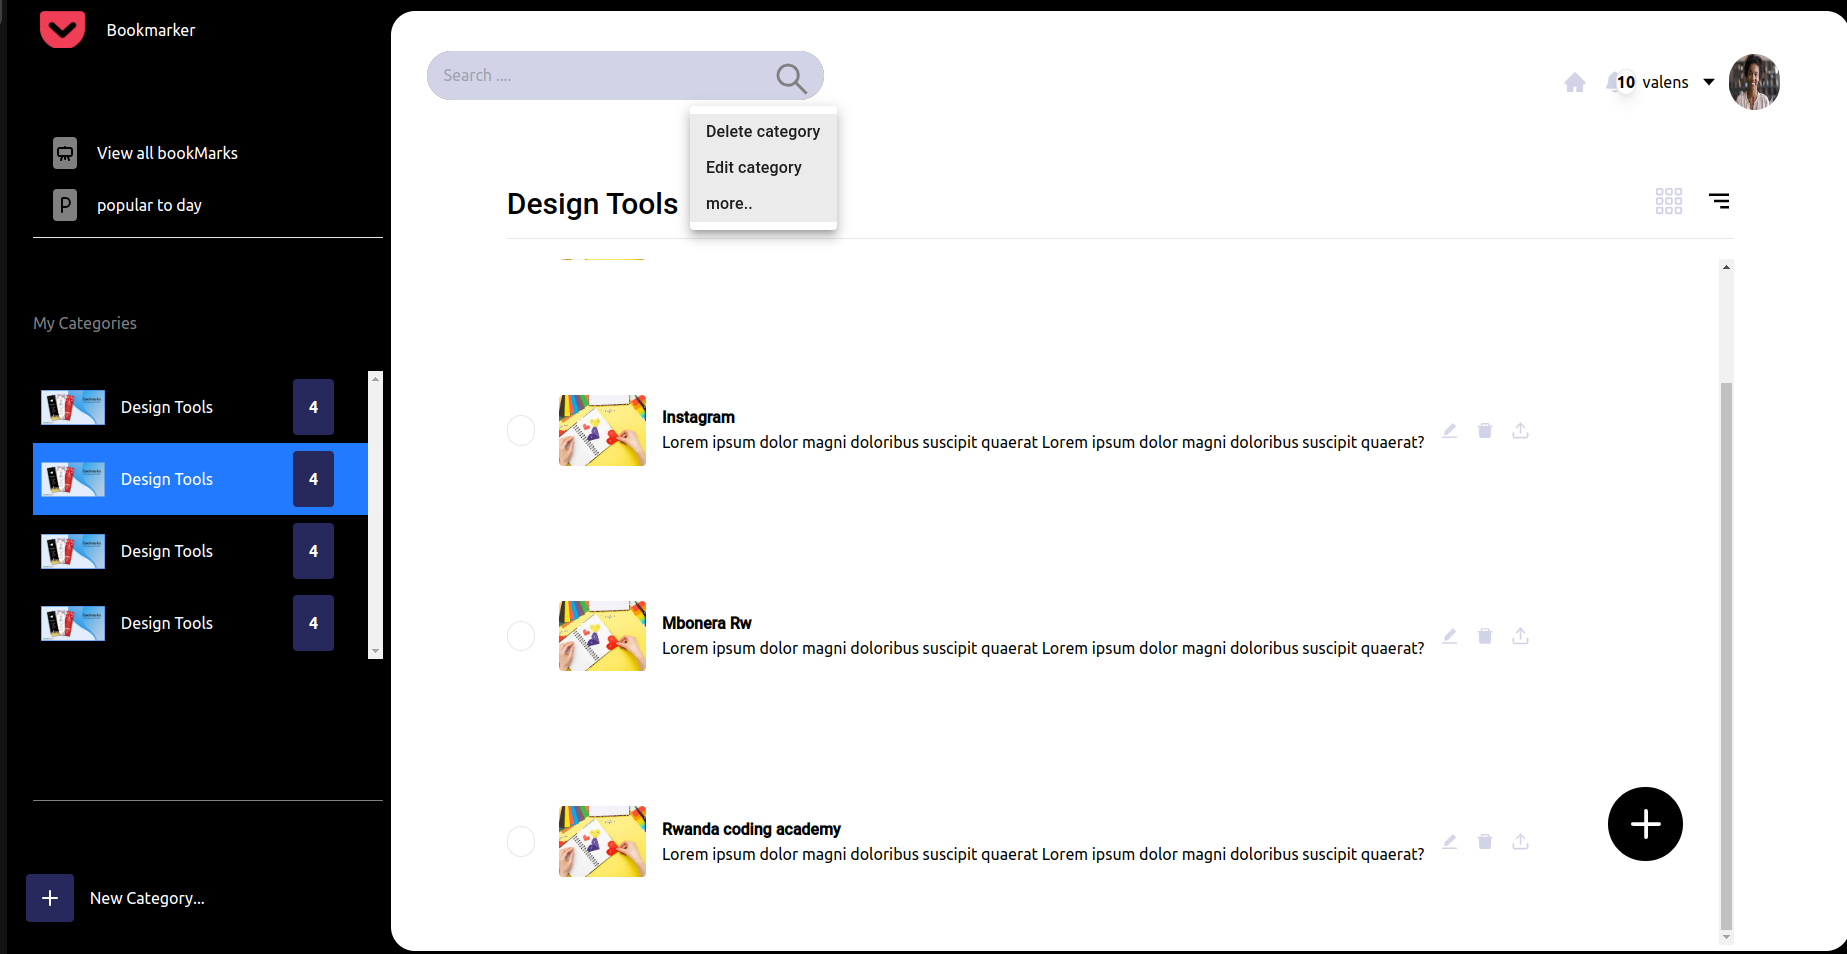 Bookmarker
View all bookMarks
P popular to day
My Categories
Design Tools 4
Design Tools 4
Design Tools 4
Design Tools 4
New Category...
Search ....
10 valens
Delete category
Edit category
more..
Design Tools
Instagram
Lorem ipsum dolor magni doloribus suscipit quaerat Lorem ipsum dolor magni doloribus suscipit quaerat?
Mbonera Rw
Lorem ipsum dolor magni doloribus suscipit quaerat Lorem ipsum dolor magni doloribus suscipit quaerat?
Rwanda coding academy
Lorem ipsum dolor magni doloribus suscipit quaerat Lorem ipsum dolor magni doloribus suscipit quaerat?